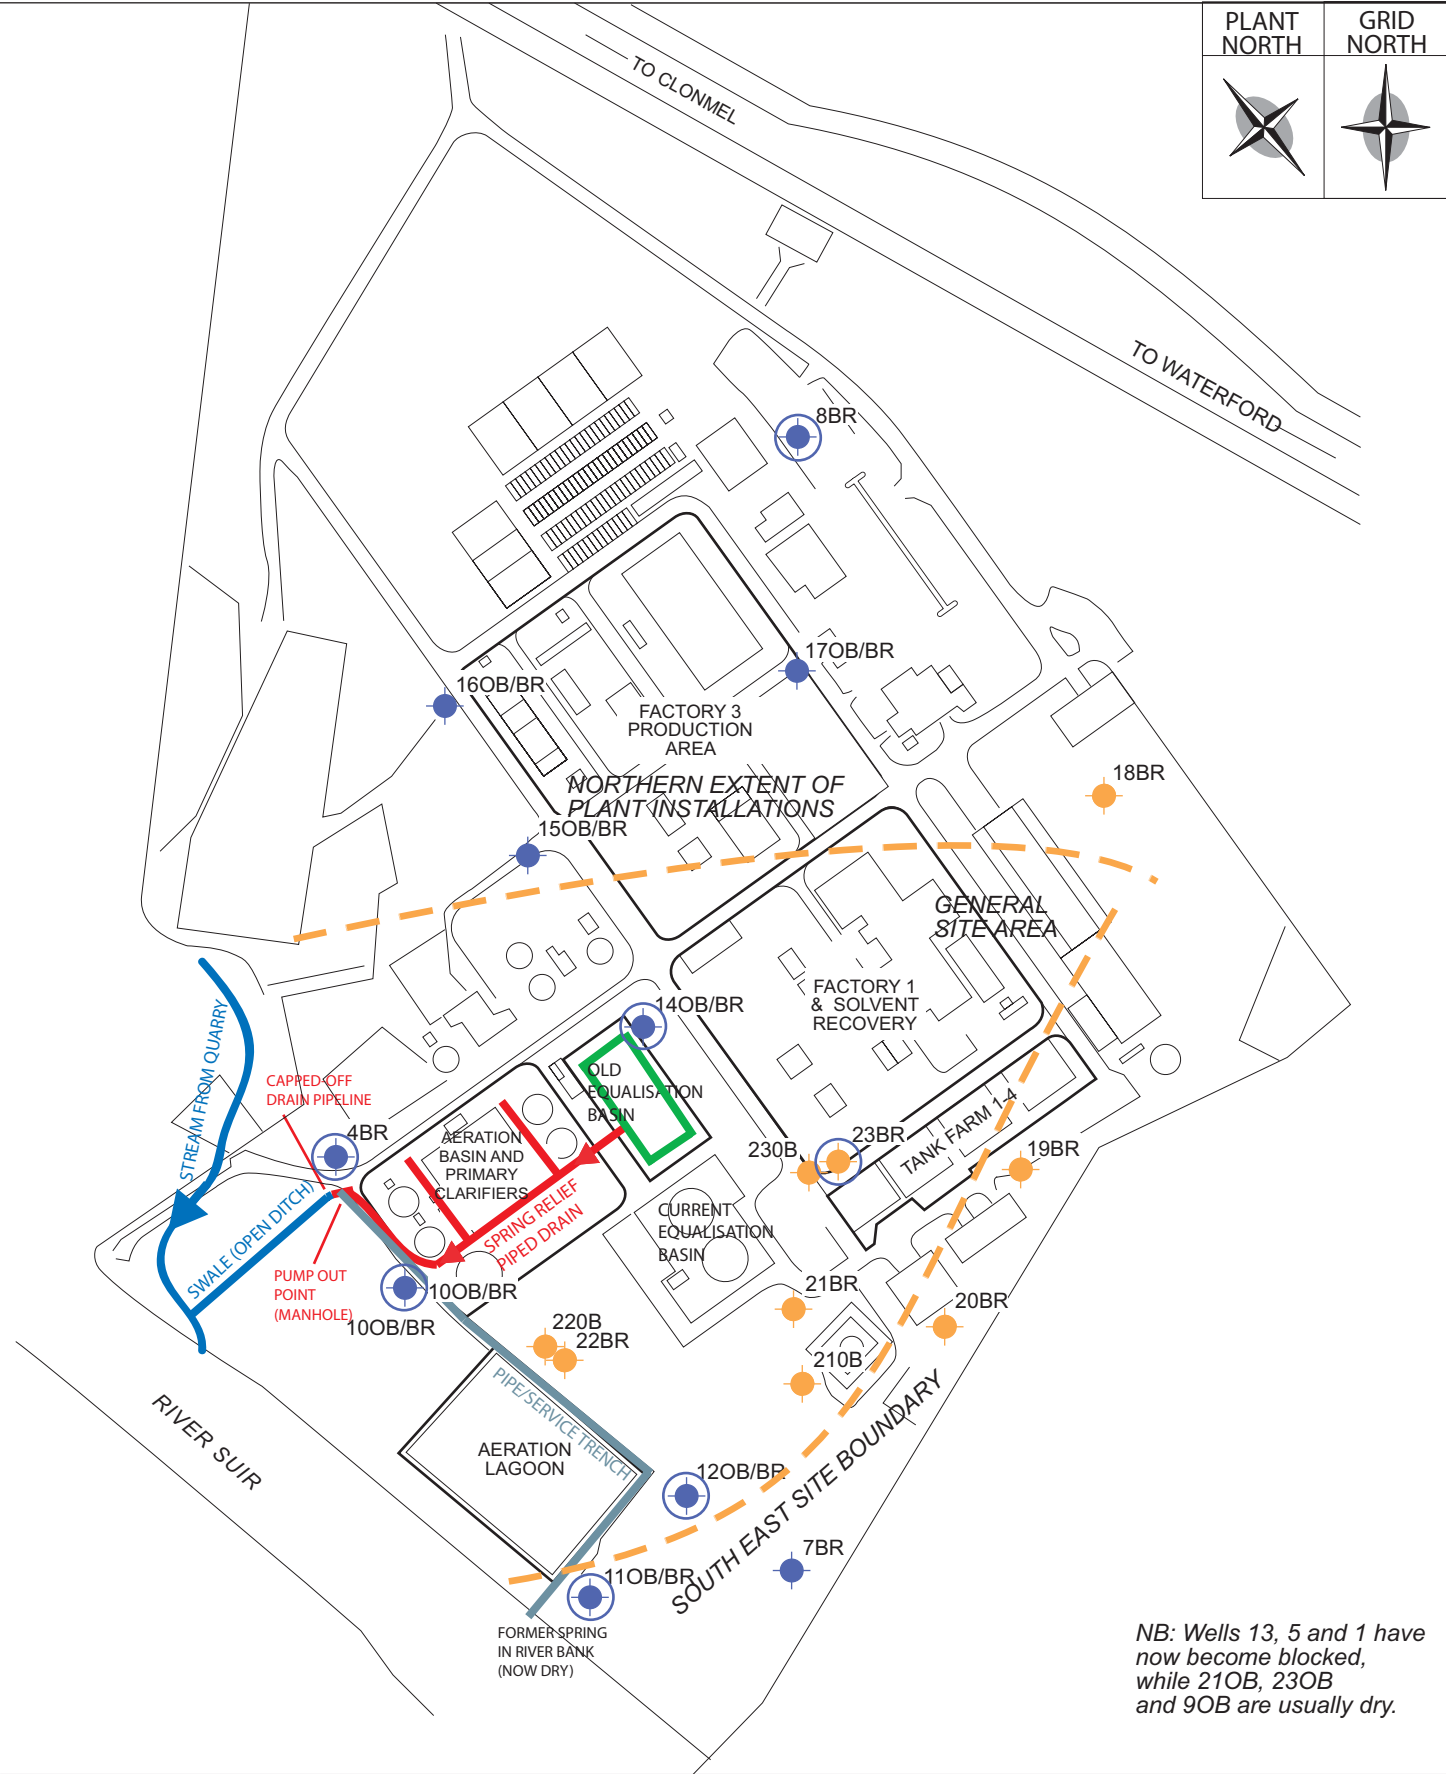 PLANT
NORTH
GRID
NORTH
TO CLONMEL
TO WATERFORD
8BR
17OB/BR
16OB/BR
FACTORY 3
PRODUCTION
AREA
NORTHERN EXTENT OF
PLANT INSTALLATIONS
18BR
15OB/BR
GENERAL
SITE AREA
FACTORY 1
& SOLVENT
RECOVERY
14OB/BR
STREAM FROM QUARRY
CAPPED OFF
DRAIN PIPELINE
OLD
EQUALISATION
BASIN
4BR
AERATION
BASIN AND
PRIMARY
CLARIFIERS
230B
23BR
TANK FARM 1-4
19BR
SWALE (OPEN DITCH)
SPRING RELIEF
PIPED DRAIN
CURRENT
EQUALISATION
BASIN
PUMP OUT
POINT
(MANHOLE)
10OB/BR
10OB/BR
21BR
20BR
220B
22BR
210B
PIPE/SERVICE TRENCH
RIVER SUIR
AERATION
LAGOON
12OB/BR
SOUTH EAST SITE BOUNDARY
7BR
11OB/BR
FORMER SPRING
IN RIVER BANK
(NOW DRY)
NB: Wells 13, 5 and 1 have
now become blocked,
while 21OB, 23OB
and 9OB are usually dry.